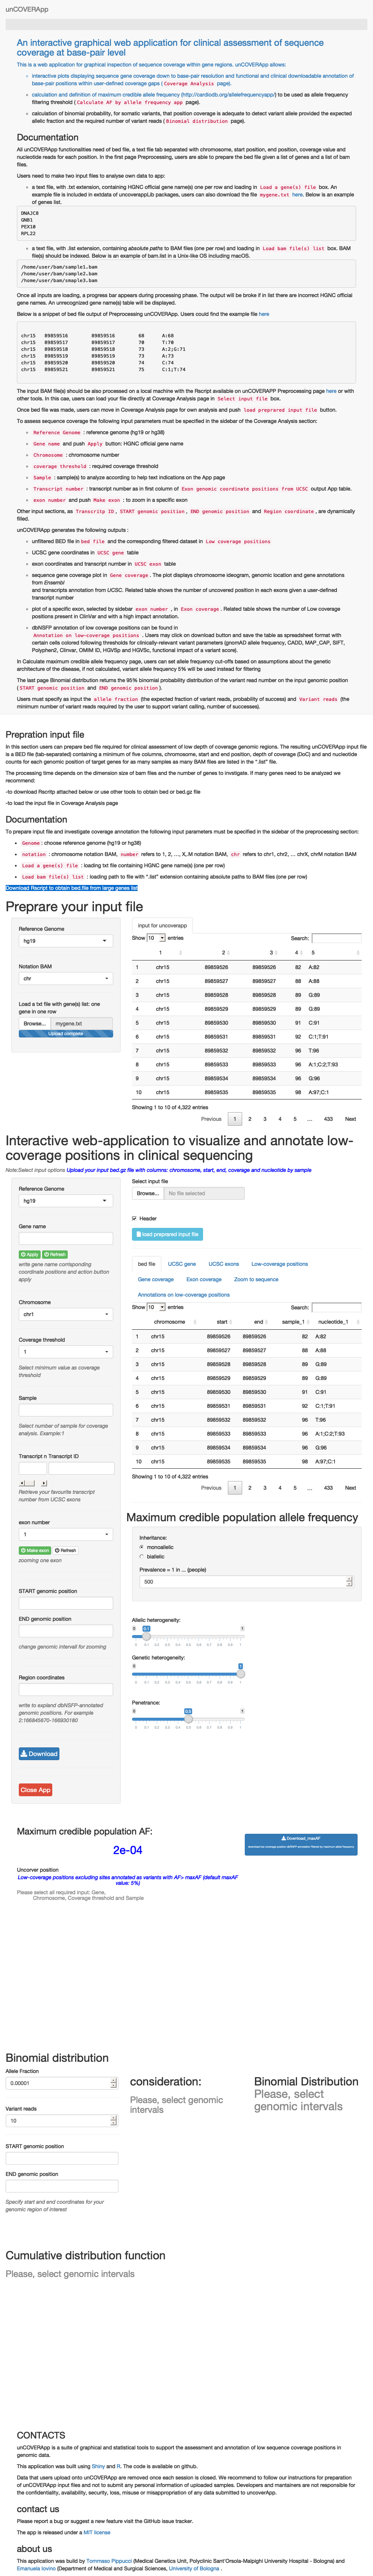 unCOVERApp
An interactive graphical web application for clinical assessment of sequence
coverage at base-pair level
This is a web application for graphical inspection of sequence coverage within gene regions. unCOVERApp allows:
interactive plots displaying sequence gene coverage down to base-pair resolution and functional and clinical downloadable annotation of
base-pair positions within user-defined coverage gaps ( Coverage Analysis page).
calculation and definition of maximum credible allele frequency (http://cardiodb.org/allelefrequencyapp/) to be used as allele frequency
filtering threshold ( Calculate AF by allele frequency app page).
calculation of binomial probability, for somatic variants, that position coverage is adequate to detect variant allele provided the expected
allelic fraction and the required number of variant reads ( Binomial distribution page).
Documentation
All unCOVERApp functionalities need of bed file, a text file tab separated with chromosome, start position, end position, coverage value and
nucleotide reads for each position. In the first page Preprocessing, users are able to prepare the bed file given a list of genes and a list of bam
files.
Users need to make two input files to analyse own data to app:
a text file, with .txt extension, containing HGNC official gene name(s) one per row and loading in Load a gene(s) file box. An
example file is included in extdata of uncoverappLib packages, users can also download the file mygene.txt here. Below is an example
of genes list.
DNAJC8
GNB1
PEX10
RPL22
a text file, with .list extension, containing absolute paths to BAM files (one per row) and loading in Load bam file(s) list box. BAM
file(s) should be indexed. Below is an example of bam.list in a Unix-like OS including macOS.
/home/user/bam/sample1.bam
/home/user/bam/sample2.bam
/home/user/bam/smaple3.bam
Once all inputs are loading, a progress bar appears during processing phase. The output will be broke if in list there are incorrect HGNC official
gene names. An unrecognized gene name(s) table will be displayed.
Below is a snippet of bed file output of Preprocessing unCOVERApp. Users could find the example file here
chr15 89859516 89859516 68 A:68
chr15 89859517 89859517 70 T:70
chr15 89859518 89859518 73 A:2;G:71
chr15 89859519 89859519 73 A:73
chr15 89859520 89859520 74 C:74
chr15 89859521 89859521 75 C:1;T:74
The input BAM file(s) should be also processed on a local machine with the Rscript available on unCOVERAPP Preprocessing page here or with
other tools. In this case, users can load your file directly at Coverage Analysis page in Select input file box.
Once bed file was made, users can move in Coverage Analysis page for own analysis and push load preprared input file button.
To assess sequence coverage the following input parameters must be specified in the sidebar of the Coverage Analysis section:
Reference Genome : reference genome (hg19 or hg38)
Gene name and push Apply button: HGNC official gene name
Chromosome : chromosome number
coverage threshold : required coverage threshold
Sample : sample(s) to analyze according to help text indications on the App page
Transcript number : transcript number as in first column of Exon genomic coordinate positions from UCSC output App table.
exon number and push Make exon : to zoom in a specific exon
Other input sections, as Transcritp ID, START genomic position, END genomic position and Region coordinate, are dynamically
filled.
unCOVERApp generates the following outputs :
unfiltered BED file in bed file and the corresponding filtered dataset in Low coverage positions
UCSC gene coordinates in UCSC gene table
exon coordinates and transcript number in UCSC exon table
sequence gene coverage plot in Gene coverage. The plot displays chromosome ideogram, genomic location and gene annotations
from Ensembl
and transcripts annotation from UCSC. Related table shows the number of uncovered position in each exons given a user-defined
transcript number
plot of a specific exon, selected by sidebar exon number, in Exon coverage. Related table shows the number of Low coverage
positions present in ClinVar and with a high impact annotated.
dbNSFP annotation of low coverage positions can be found in
Annotation on low-coverage positions . Users may click on download button and save the table as spreadsheet format with
certain cells colored following thresholds for clinically-relevant variant parameters (gnomAD allele frequency, CADD, MAP_CAP, SIFT,
Polyphen2, Clinvar, OMIM ID, HGVSp and HGVSc, functional impact of a variant score).
In Calculate maximum credible allele frequency page, users can set allele frequency cut-offs based on assumptions about the genetic
architecture of the disease, if not calculated, variant allele frequency 5% will be used instead for filtering
The last page Binomial distribution returns the 95% binomial probability distribution of the variant read number on the input genomic position
( START genomic position and END genomic position ).
Users must specify as input the allele fraction (the expected fraction of variant reads, probability of success) and Variant reads (the
minimum number of variant reads required by the user to support variant calling, number of successes).
Prepration input file
In this section users can prepare bed file required for clinical assessment of low depth of coverage genomic regions. The resulting unCOVERApp input file
is a BED file (tab-separated) containing a minimum of five columns, chromosome, start and end position, depth of coverage (DoC) and and nucleotide
counts for each genomic position of target gene for as many samples as many BAM files are listed in the ".list" file.
The processing time depends on the dimension size of bam files and the number of genes to investigate. If many genes need to be analyzed we
recommend:
-to download Rscript attached below or use other tools to obtain bed or bed.gz file
-to load the input file in Coverage Analysis page
Documentation
To prepare input file and investigate coverage annotation the following input parameters must be specified in the sidebar of the preprocessing section:
Genome : choose reference genome (hg19 or hg38)
notation : chromosome notation BAM, number refers to 1, 2, ..., X,.M notation BAM, chr refers to chr1, chr2, ... chrX, chrM notation BAM
Load a gene(s) file : loading txt file containing HGNC gene name(s) (one per row)
Load bam file(s) list : loading to file with ".list" extension containing absolute paths to BAM files (one per row)
Download Rscript to obtain bed.file from large genes list
Preprare your input file
Reference Genome
hg19
Notation BAM
chr
Load a txt file with gene(s) list: one
gene in one row
Browse... mygene.txt
Upload complete
input for uncoverapp
Show 10 entries Search:
1 2 3 4 5
1 chr15 89859526 89859526 82 A:82
2 chr15 89859527 89859527 88 A:88
3 chr15 89859528 89859528 89 G:89
4 chr15 89859529 89859529 89 G:89
5 chr15 89859530 89859530 91 C:91
6 chr15 89859531 89859531 92 C:1;T:91
7 chr15 89859532 89859532 96 T:96
8 chr15 89859533 89859533 96 A:1;C:2;T:93
9 chr15 89859534 89859534 96 G:96
10 chr15 89859535 89859535 98 A:97;C:1
Showing 1 to 10 of 4,322 entries
Previous 1 2 3 4 5 ... 433 Next
Interactive web-application to visualize and annotate low-
coverage positions in clinical sequencing
Note:Select input options Upload your input bed.gz file with columns: chromosome, start, end, coverage and nucleotide by sample
Reference Genome
hg19
Gene name
Apply Refresh
write gene name corrisponding
coordinate positions and action button
apply
Chromosome
chr1
Coverage threshold
1
Select minimum value as coverage
threshold
Sample
Select number of sample for coverage
analysis. Example:1
Transcript n Transcript ID
Retrieve your favourite transcript
number from UCSC sexons
exon number
1
Make exon Refresh
zooming one exon
START genomic position
END genomic position
change genomic interval for zooming
Region coordinates
write to expland dbNSFP-annotated
genomic positions. For example
2:166845670-166930180
Download
Close App
Select input file
Browse... No file selected
Header
load preprared input file
bed file UCSC gene UCSC exons Low-coverage positions
Gene coverage Exon coverage Zoom to sequence
Annotations on low-coverage positions
Show 10 entries Search:
chromosome start end sample_1 nucleotide_1
1 chr15 89859526 89859526 82 A:82
2 chr15 89859527 89859527 88 A:88
3 chr15 89859528 89859528 89 G:89
4 chr15 89859529 89859529 89 G:89
5 chr15 89859530 89859530 91 C:91
6 chr15 89859531 89859531 92 C:1;T:91
7 chr15 89859532 89859532 96 T:96
8 chr15 89859533 89859533 96 A:1;C:2;T:93
9 chr15 89859534 89859534 96 G:96
10 chr15 89859535 89859535 98 A:97;C:1
Showing 1 to 10 of 4,322 entries
Previous 1 2 3 4 5 ... 433 Next
Maximum credible population allele frequency
Inheritance:
monoallelic
biallelic
Prevalence = 1 in ... (people)
500
Allelic heterogeneity:
0 0.1 1
0 0.1 0.2 0.3 0.4 0.5 0.6 0.7 0.8 0.9 1
Genetic heterogeneity:
0 1
0 0.1 0.2 0.3 0.4 0.5 0.6 0.7 0.8 0.9 1
Penetrance:
0 0.5 1
0 0.1 0.2 0.3 0.4 0.5 0.6 0.7 0.8 0.9 1
Maximum credible population AF:
2e-04
Download_maxAF
Uncorver position
Low-coverage positions excluding sites annotated as variants with AF> maxAF (default maxAF
value: 5%)
Please select all required input: Gene,
Chromosome, Coverage threshold and Sample
Binomial distribution
Allele Fraction
0,00001
Variant reads
10
START genomic position
END genomic position
Specify start and end coordinates for your
genomic region of interest
consideration:
Please, select genomic
intervals
Binomial Distribution
Please, select
genomic intervals
Cumulative distribution function
Please, select genomic intervals
CONTACTS
unCOVERApp is a suite of graphical and statistical tools to support the assessment and annotation of low sequence coverage positions in
genomic data.
This application was built using Shiny and R. The code is available on github.
Data that users upload onto unCOVERApp are removed once each session is closed. We recommend to follow our instructions for preparation
of unCOVERAPP input files and not to submit any personal information of uploaded samples. Developers and mantainers are not responsible for
the confidentiality, availability, security, loss, misuse or misappropriation of any data submitted to uncoverApp.
contact us
Please report a bug or suggest a new feature visit the GitHub issue tracker.
The app is released under a MIT license
about us
This application was build by Tommaso Pippucci (Medical Genetics Unit, Polyclinic Sant'Orsola-Malpighi University Hospital - Bologna) and
Emanuela Iovino (Department of Medical and Surgical Sciences, University of Bologna .